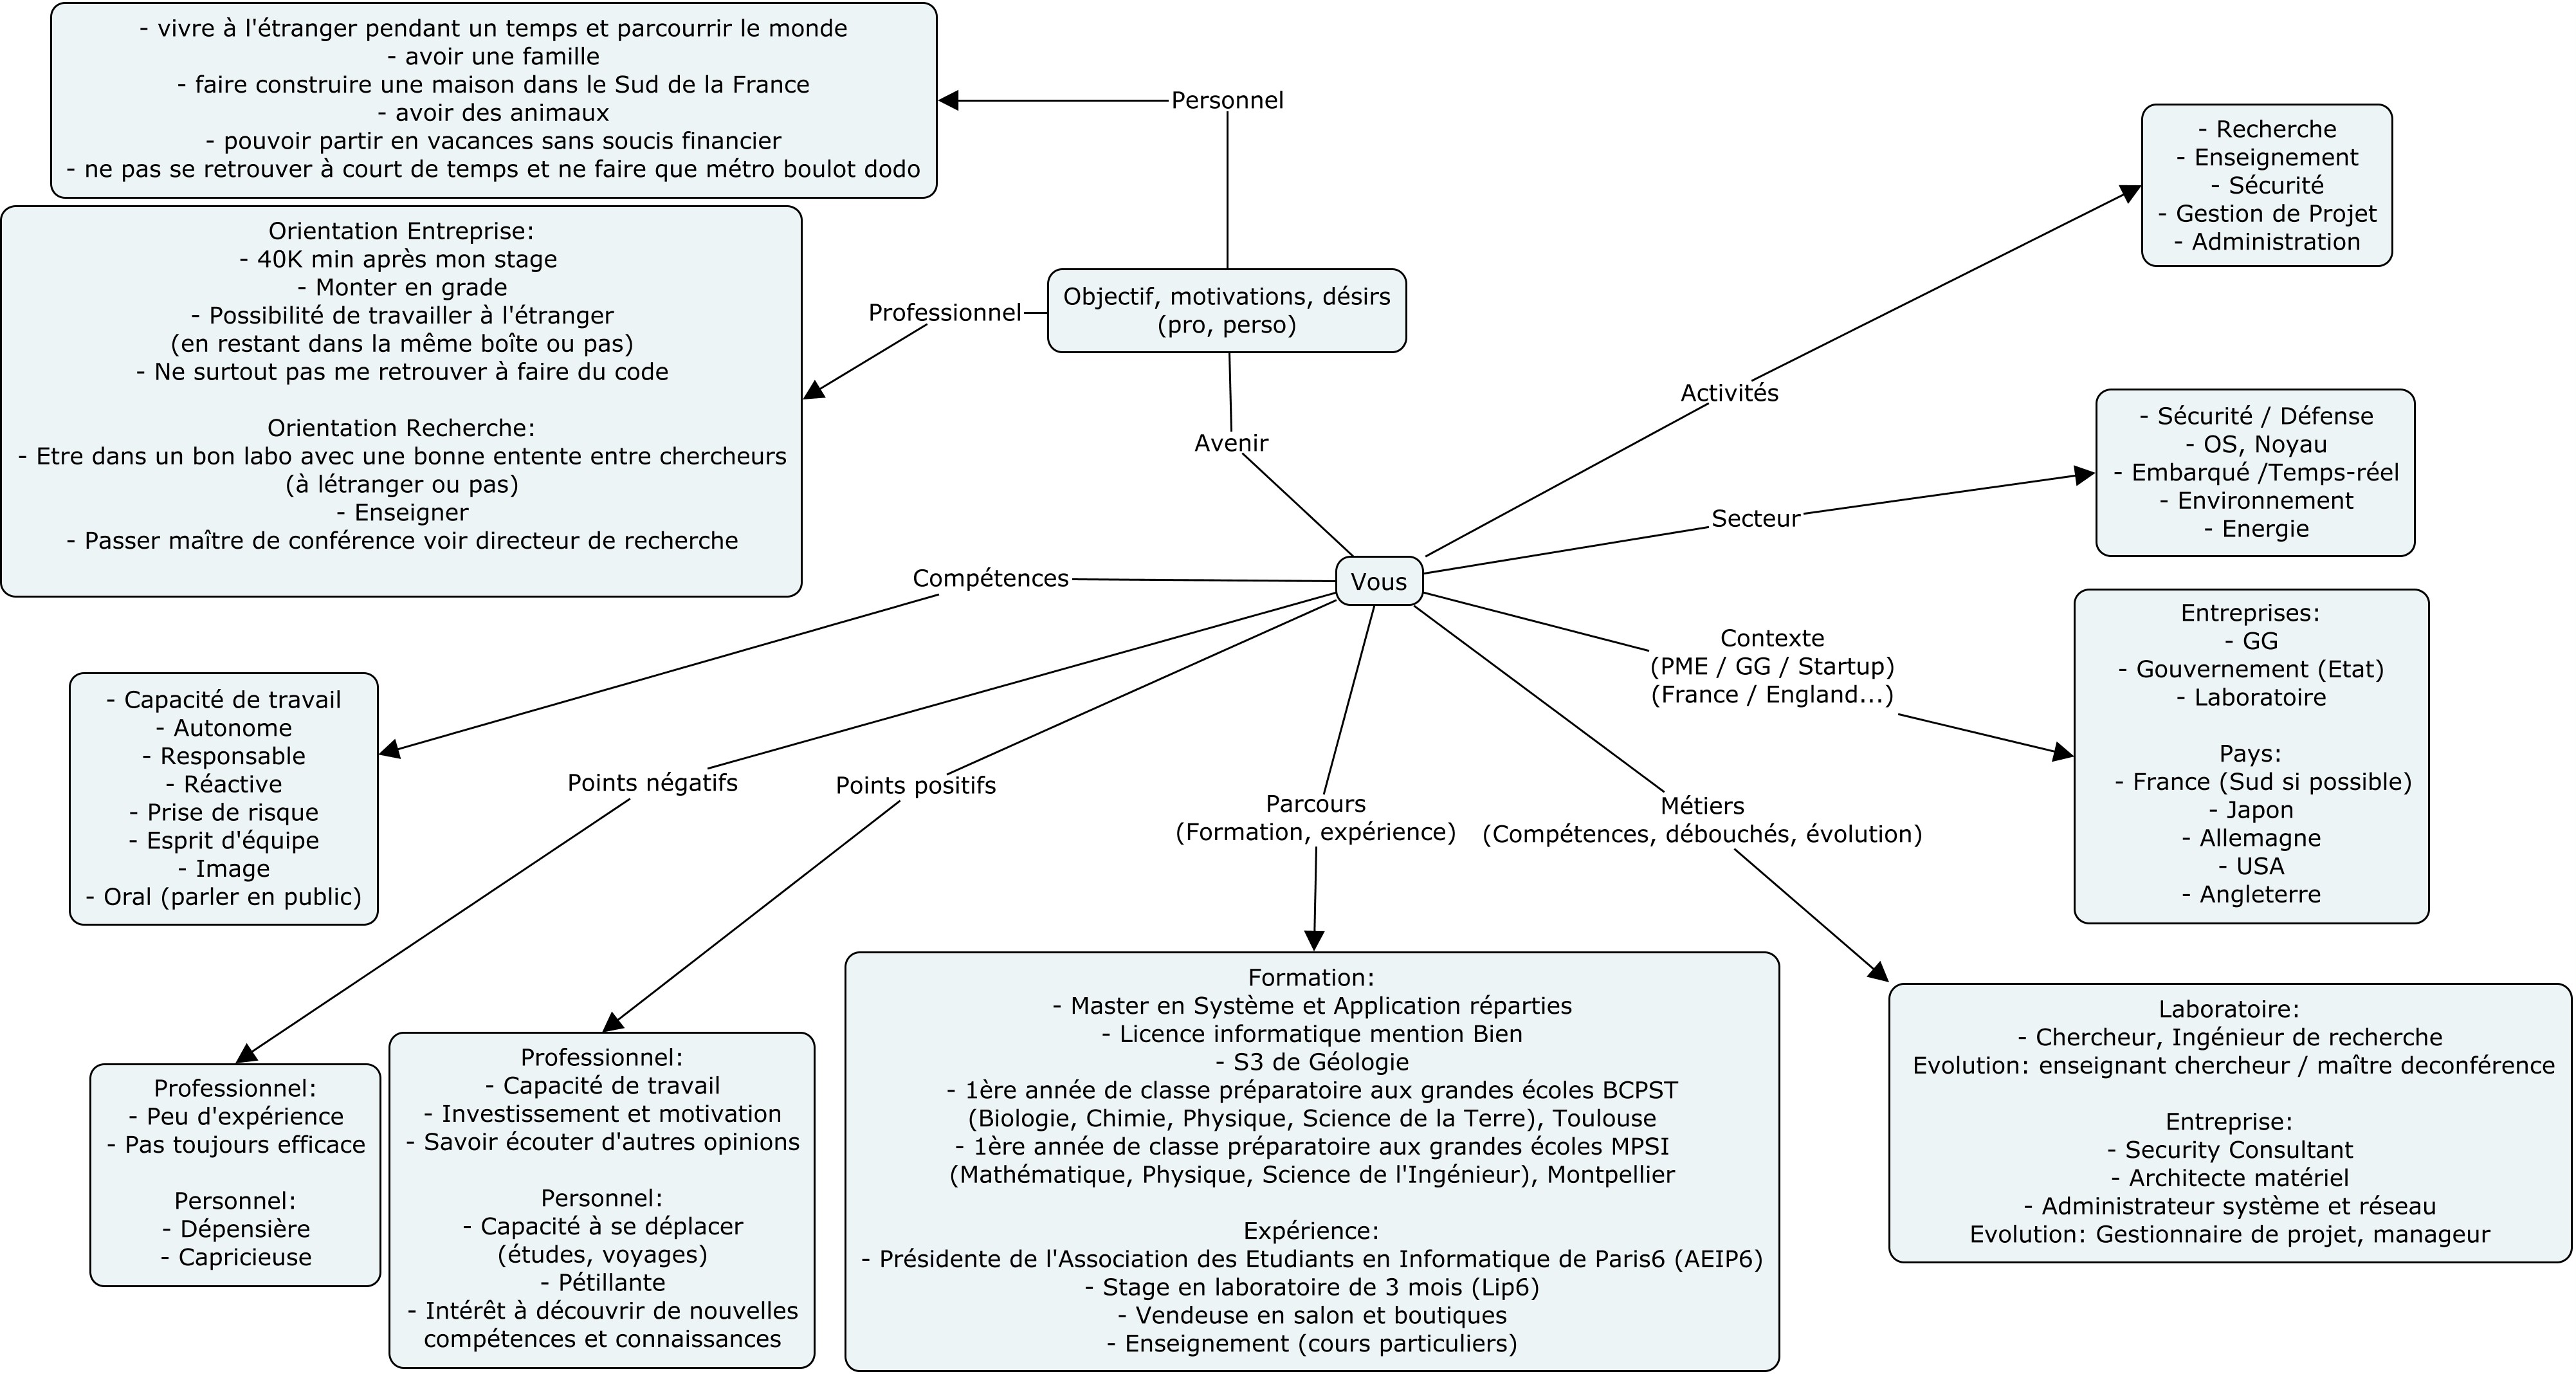 - vivre à l'étranger pendant un temps et parcourrir le monde
- avoir une famille
- faire construire une maison dans le Sud de la France
- avoir des animaux
- pouvoir partir en vacances sans soucis financier
- ne pas se retrouver à court de temps et ne faire que métro boulot dodo
Personnel
Orientation Entreprise:
- 40K min après mon stage
- Monter en grade
- Possibilité de travailler à l'étranger
(en restant dans la même boîte ou pas)
- Ne surtout pas me retrouver à faire du code
Orientation Recherche:
- Etre dans un bon labo avec une bonne entente entre chercheurs
(à létranger ou pas)
- Enseigner
- Passer maître de conférence voir directeur de recherche
Professionnel
Objectif, motivations, désirs
(pro, perso)
Avenir
- Recherche
- Enseignement
- Sécurité
- Gestion de Projet
- Administration
Activités
- Sécurité / Défense
- OS, Noyau
- Embarqué /Temps-réel
- Environnement
- Energie
Secteur
Vous
Compétences
Contexte
(PME / GG / Startup)
(France / England...)
Entreprises:
- GG
- Gouvernement (Etat)
- Laboratoire
Pays:
- France (Sud si possible)
- Japon
- Allemagne
- USA
- Angleterre
- Capacité de travail
- Autonome
- Responsable
- Réactive
- Prise de risque
- Esprit d'équipe
- Image
- Oral (parler en public)
Points négatifs
Points positifs
Parcours
(Formation, expérience)
Métiers
(Compétences, débouchés, évolution)
Professionnel:
- Peu d'expérience
- Pas toujours efficace
Personnel:
- Dépensière
- Capricieuse
Professionnel:
- Capacité de travail
- Investissement et motivation
- Savoir écouter d'autres opinions
Personnel:
- Capacité à se déplacer
(études, voyages)
- Pétillante
- Intérêt à découvrir de nouvelles
compétences et connaissances
Formation:
- Master en Système et Application réparties
- Licence informatique mention Bien
- S3 de Géologie
- 1ère année de classe préparatoire aux grandes écoles BCPST
(Biologie, Chimie, Physique, Science de la Terre), Toulouse
- 1ère année de classe préparatoire aux grandes écoles MPSI
(Mathématique, Physique, Science de l'Ingénieur), Montpellier
Expérience:
- Présidente de l'Association des Etudiants en Informatique de Paris6 (AEIP6)
- Stage en laboratoire de 3 mois (Lip6)
- Vendeuse en salon et boutiques
- Enseignement (cours particuliers)
Laboratoire:
- Chercheur, Ingénieur de recherche
Evolution: enseignant chercheur / maître deconférence
Entreprise:
- Security Consultant
- Architecte matériel
- Administrateur système et réseau
Evolution: Gestionnaire de projet, manageur